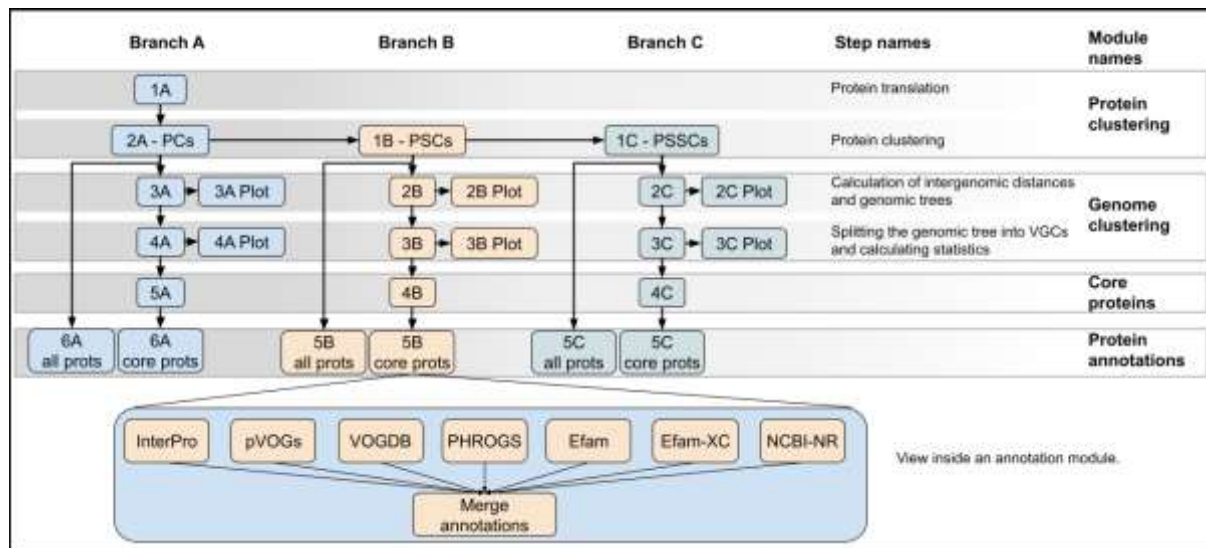 Branch A Branch B Branch C Step names Module
names
1A Protein translation
Protein
clustering
2A - PCs 1B - PSCs 1C - PSSCs Protein clustering
3A 3A Plot 2B 2B Plot 2C 2C Plot Calculation of intergenomic distances
and genomic trees
Genome
clustering
4A 4A Plot 3B 3B Plot 3C 3C Plot Splitting the genomic tree into VGCs
and calculating statistics
5A 4B 4C Core
proteins
6A 6A 5B 5B 5C 5C Protein
all prots core prots all prots core prots all prots core prots annotations
InterPro pVOGs VOGDB PHROGS Efam Efam-XC NCBI-NR
View inside an annotation module.
Merge
annotations